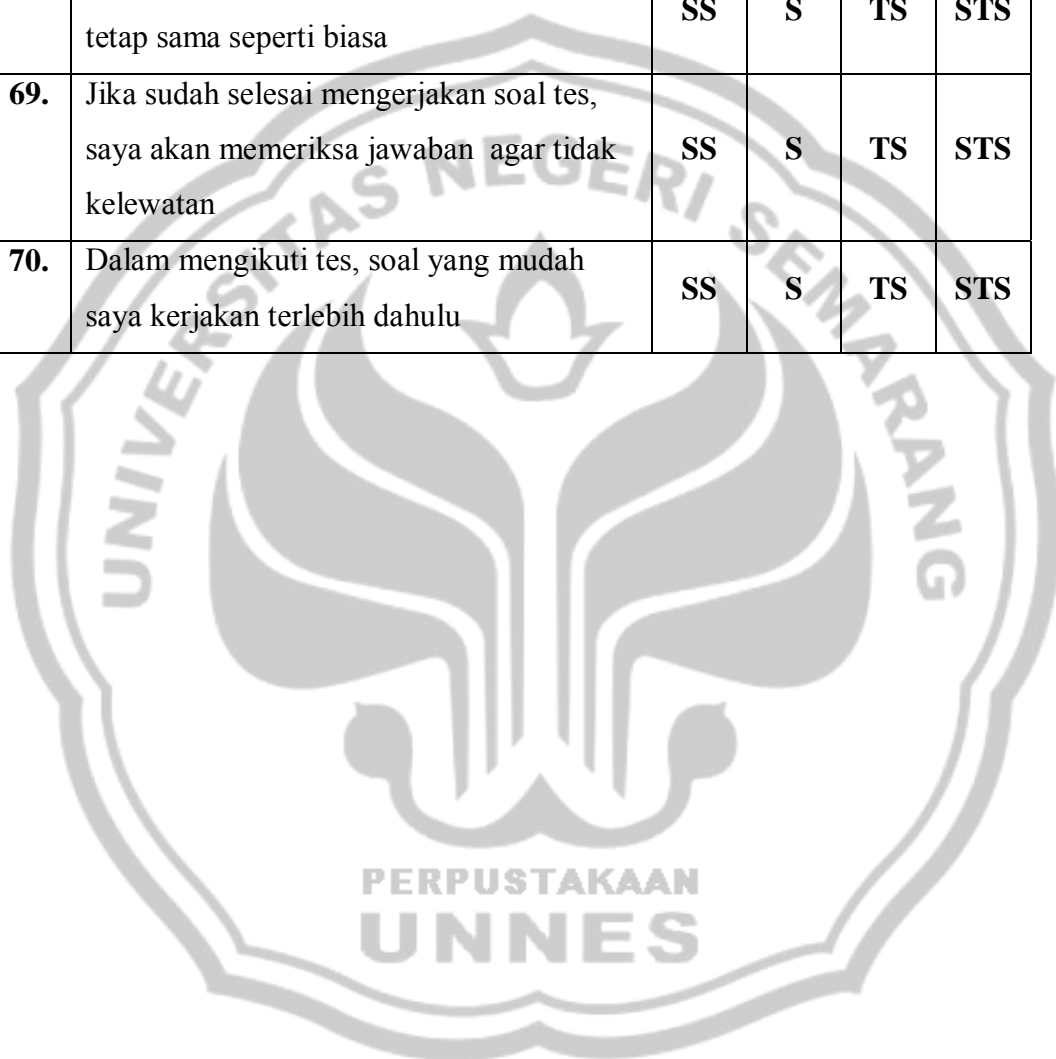 SS S TS STS
tetap sama seperti biasa
69. Jika sudah selesai mengerjakan soal tes,
saya akan memeriksa jawaban agar tidak
SS S TS STS
kelewatan
70. Dalam mengikuti tes, soal yang mudah
SS S TS STS
saya kerjakan terlebih dahulu
UNIVERSITAS NEGERI SEMARANG
PERPUSTAKAAN
UNNES